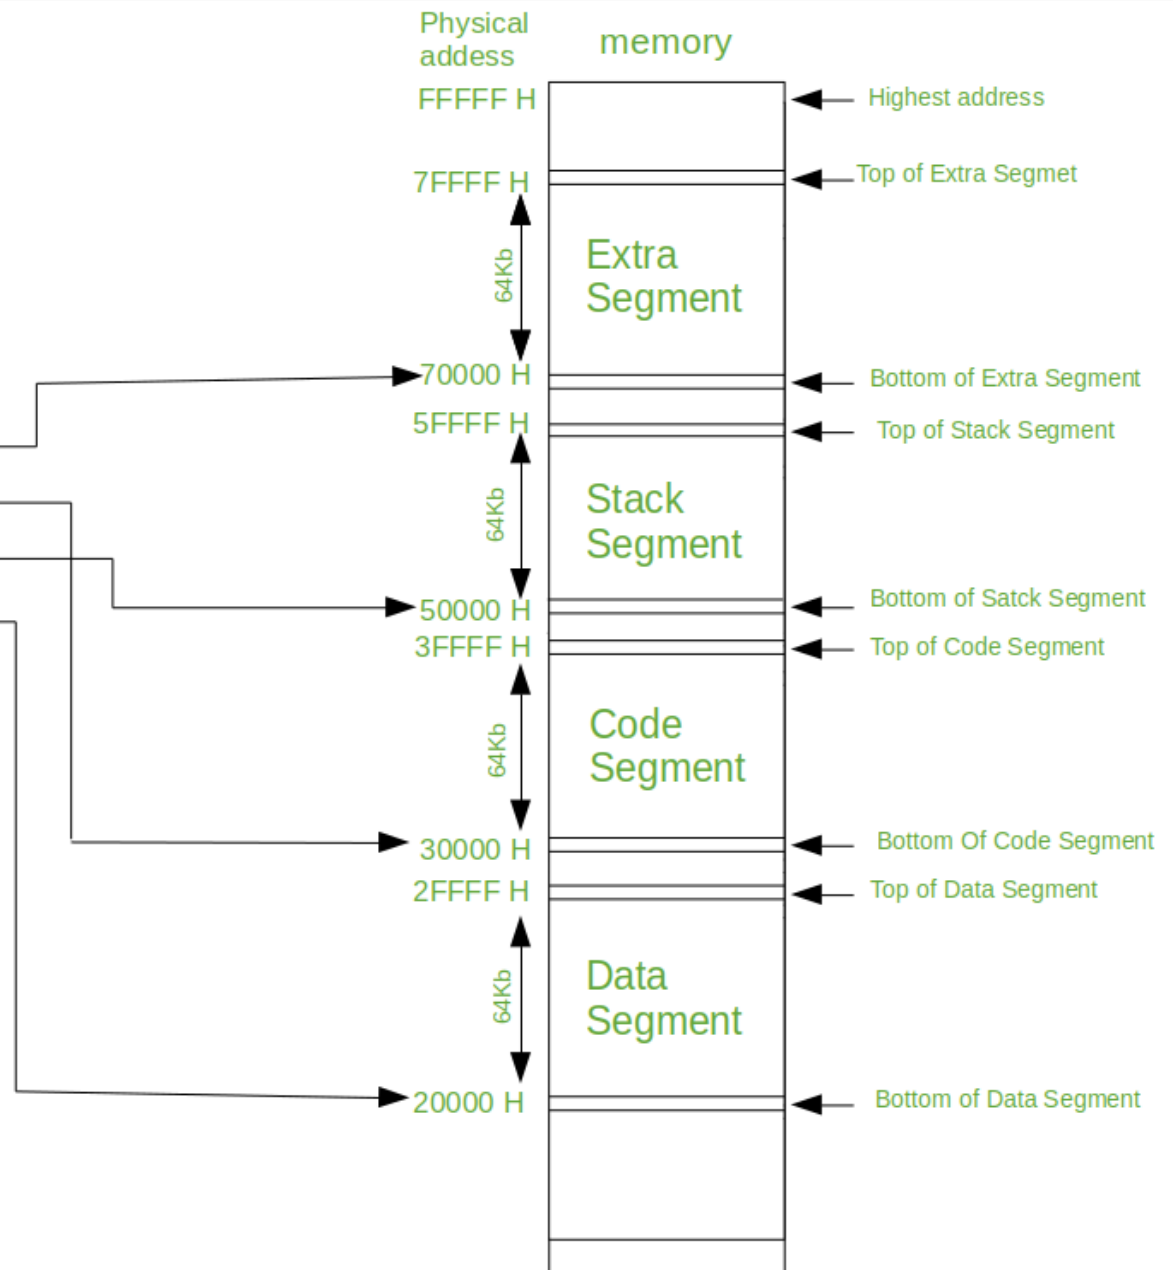 Physical
addess
memory
FFFFF H
Highest address
7FFFF H
Top of Extra Segmet
64Kb
Extra
Segment
70000 H
Bottom of Extra Segment
5FFFF H
Top of Stack Segment
64Kb
Stack
Segment
50000 H
Bottom of Satck Segment
3FFFF H
Top of Code Segment
64Kb
Code
Segment
30000 H
Bottom Of Code Segment
2FFFF H
Top of Data Segment
64Kb
Data
Segment
20000 H
Bottom of Data Segment